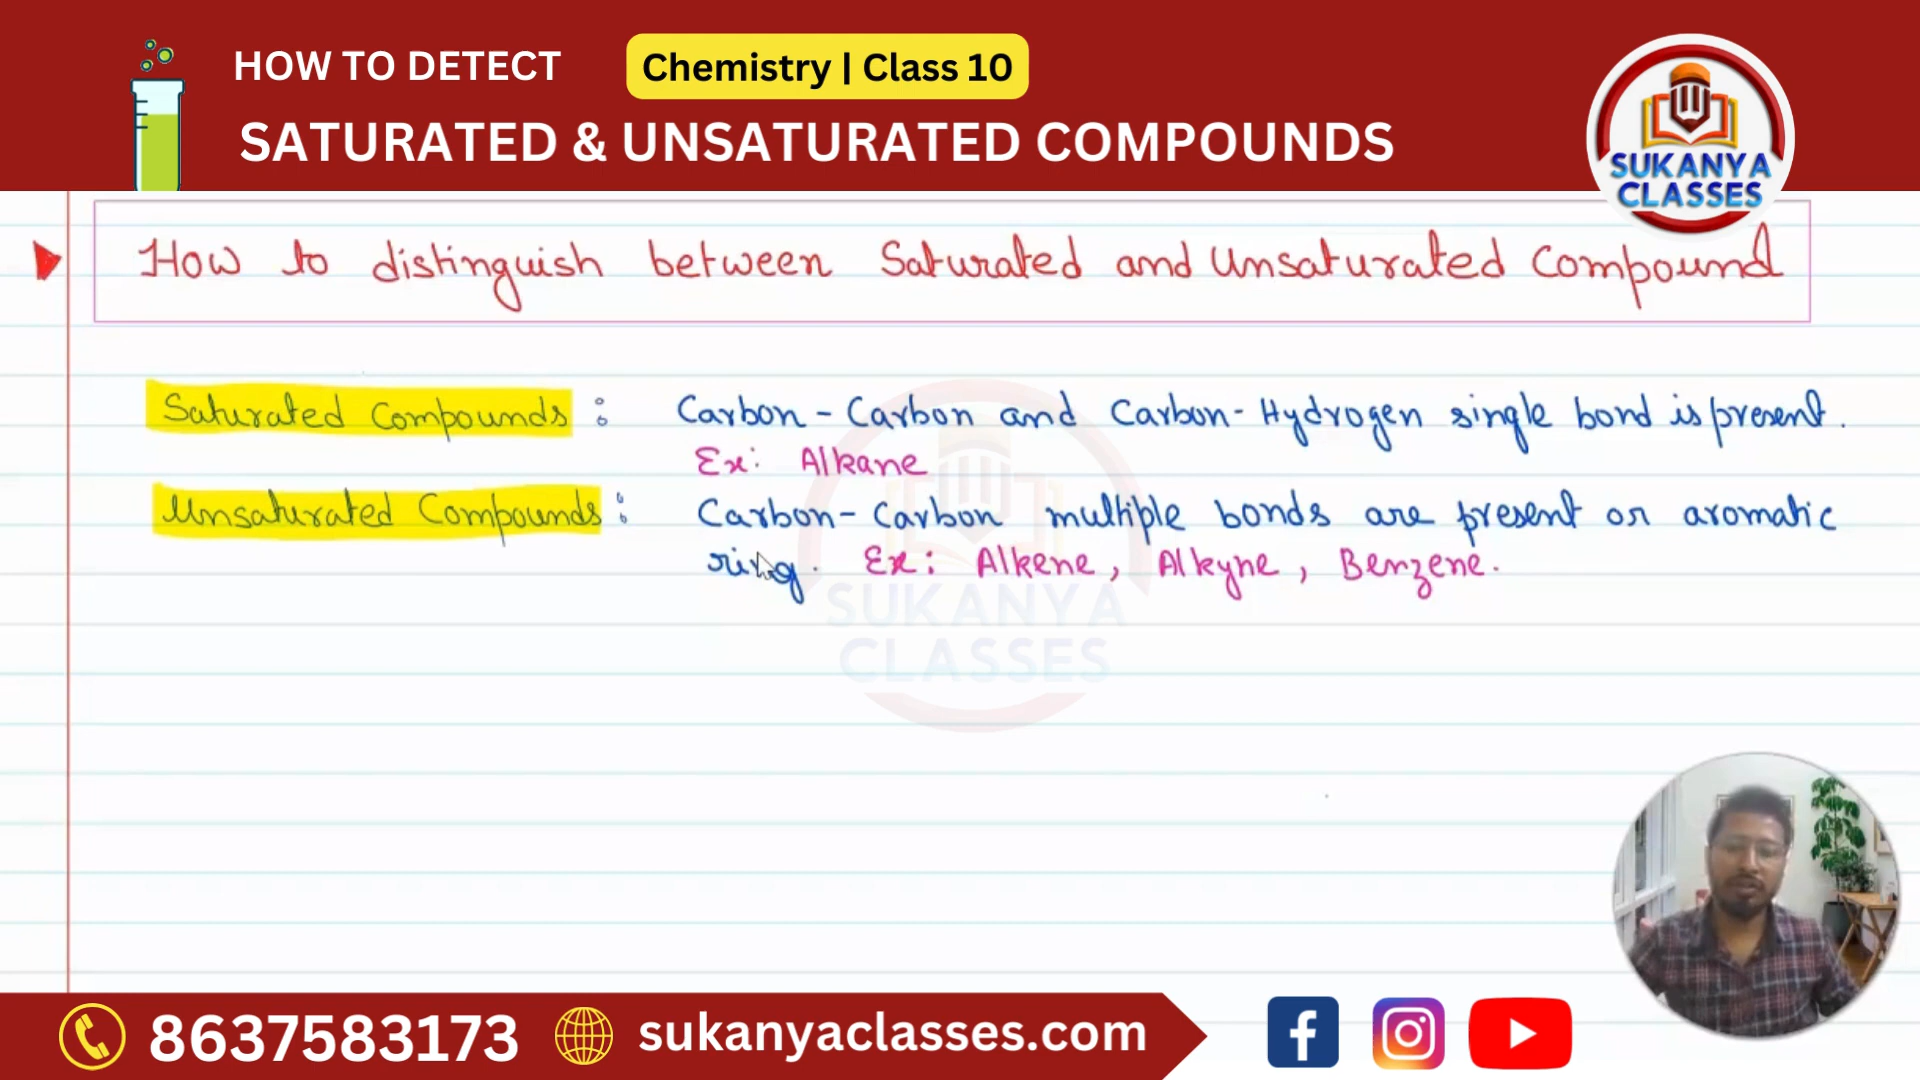 HOW TO DETECT
Chemistry | Class 10
SATURATED & UNSATURATED COMPOUNDS
SUKANYA
CLASSES
How to distinguish between Saturated and Unsaturated Compound
Saturated Compounds : Carbon - Carbon and Carbon - Hydrogen single bond is present.
Ex: Alkane
Unsaturated Compounds : Carbon - Carbon multiple bonds are present or aromatic
ring. Ex: Alkene, Alkyne, Benzene.
SUKANYA
CLASSES
8637583173
sukanyaclasses.com